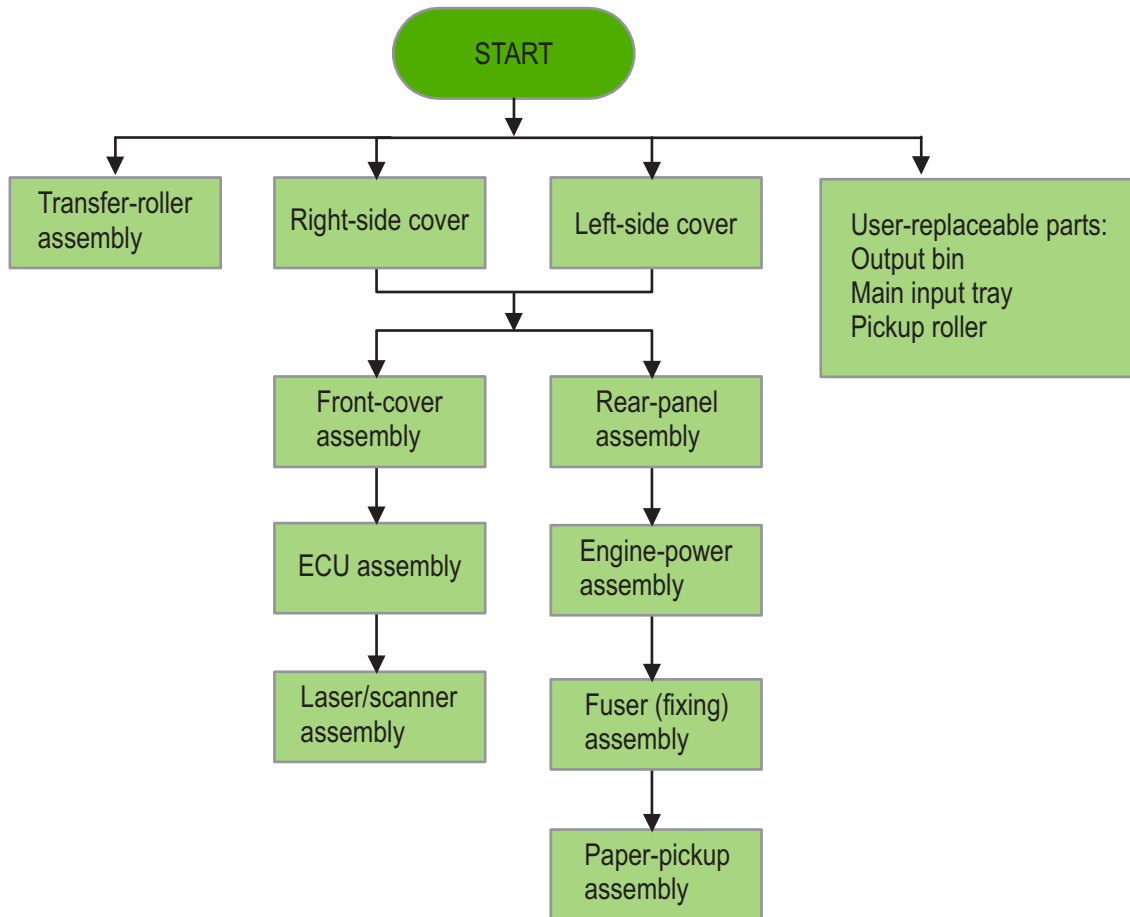 START
Transfer-roller
assembly
Right-side cover
Left-side cover
User-replaceable parts:
Output bin
Main input tray
Pickup roller
Front-cover
assembly
Rear-panel
assembly
ECU assembly
Engine-power
assembly
Laser/scanner
assembly
Fuser (fixing)
assembly
Paper-pickup
assembly